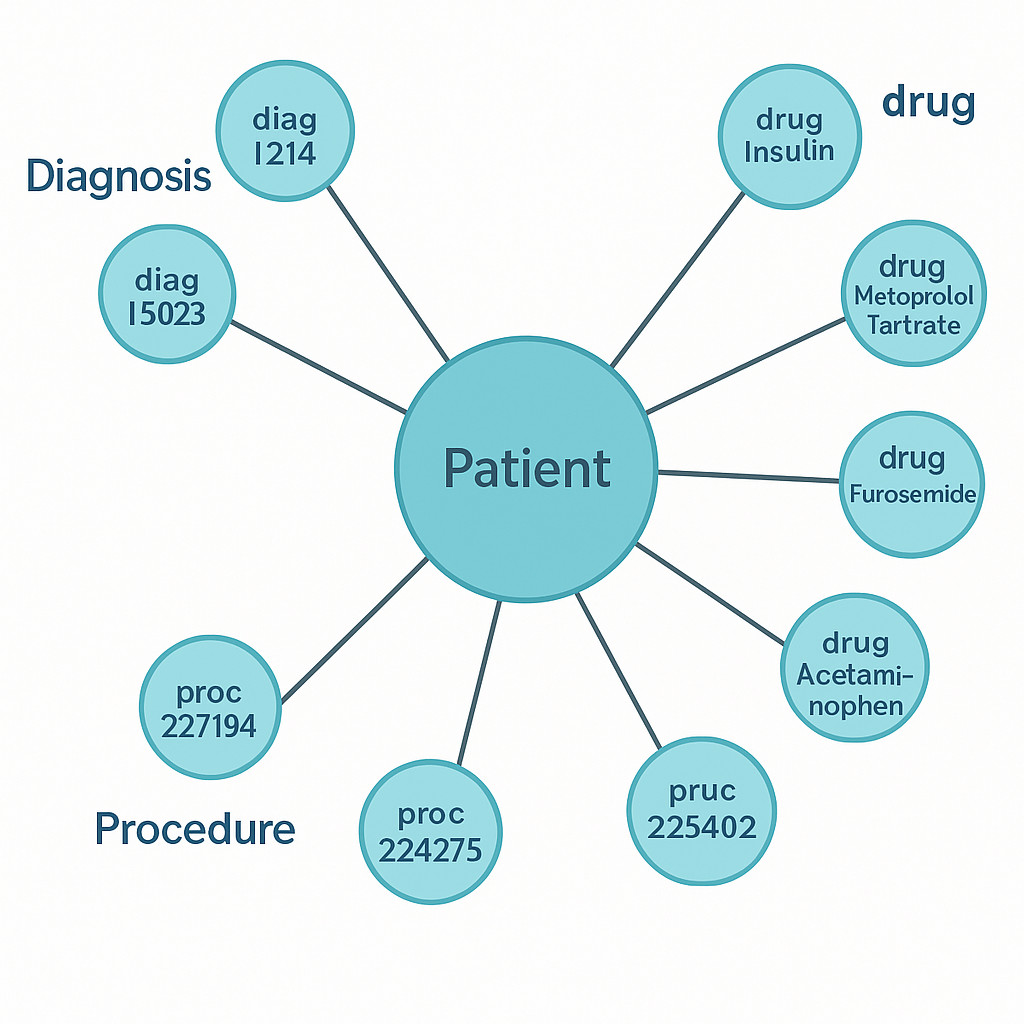 diag
I214
Diagnosis
diag
I5023
drug
Insulin
drug
drug
Metoprolol
Tartrate
Patient
drug
Furosemide
drug
Acetami-
nophen
proc
227194
Procedure
proc
224275
pruc
225402